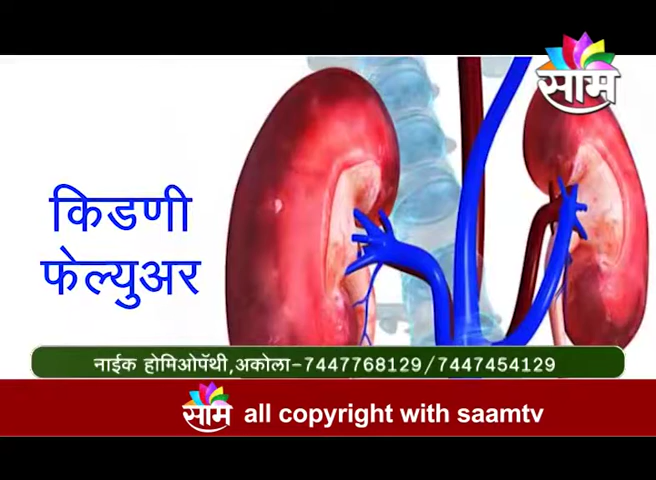 साम
किडणी
फेल्युअर
नाईक होमिओपॅथी,अकोला-7447768129/7447454129
साम all copyright with saamtv